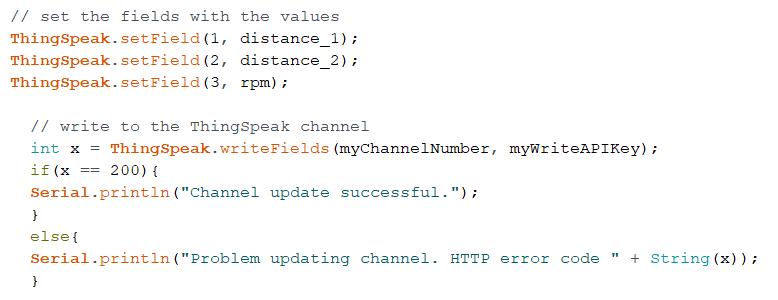 // set the fields with the values
ThingSpeak.setField(1, distance_1);
ThingSpeak.setField(2, distance_2);
ThingSpeak.setField(3, rpm);
// write to the ThingSpeak channel
int x = ThingSpeak.writeFields(myChannelNumber, myWriteAPIKey);
if(x == 200){
Serial.println("Channel update successful.");
}
else{
Serial.println("Problem updating channel. HTTP error code " + String(x));
}